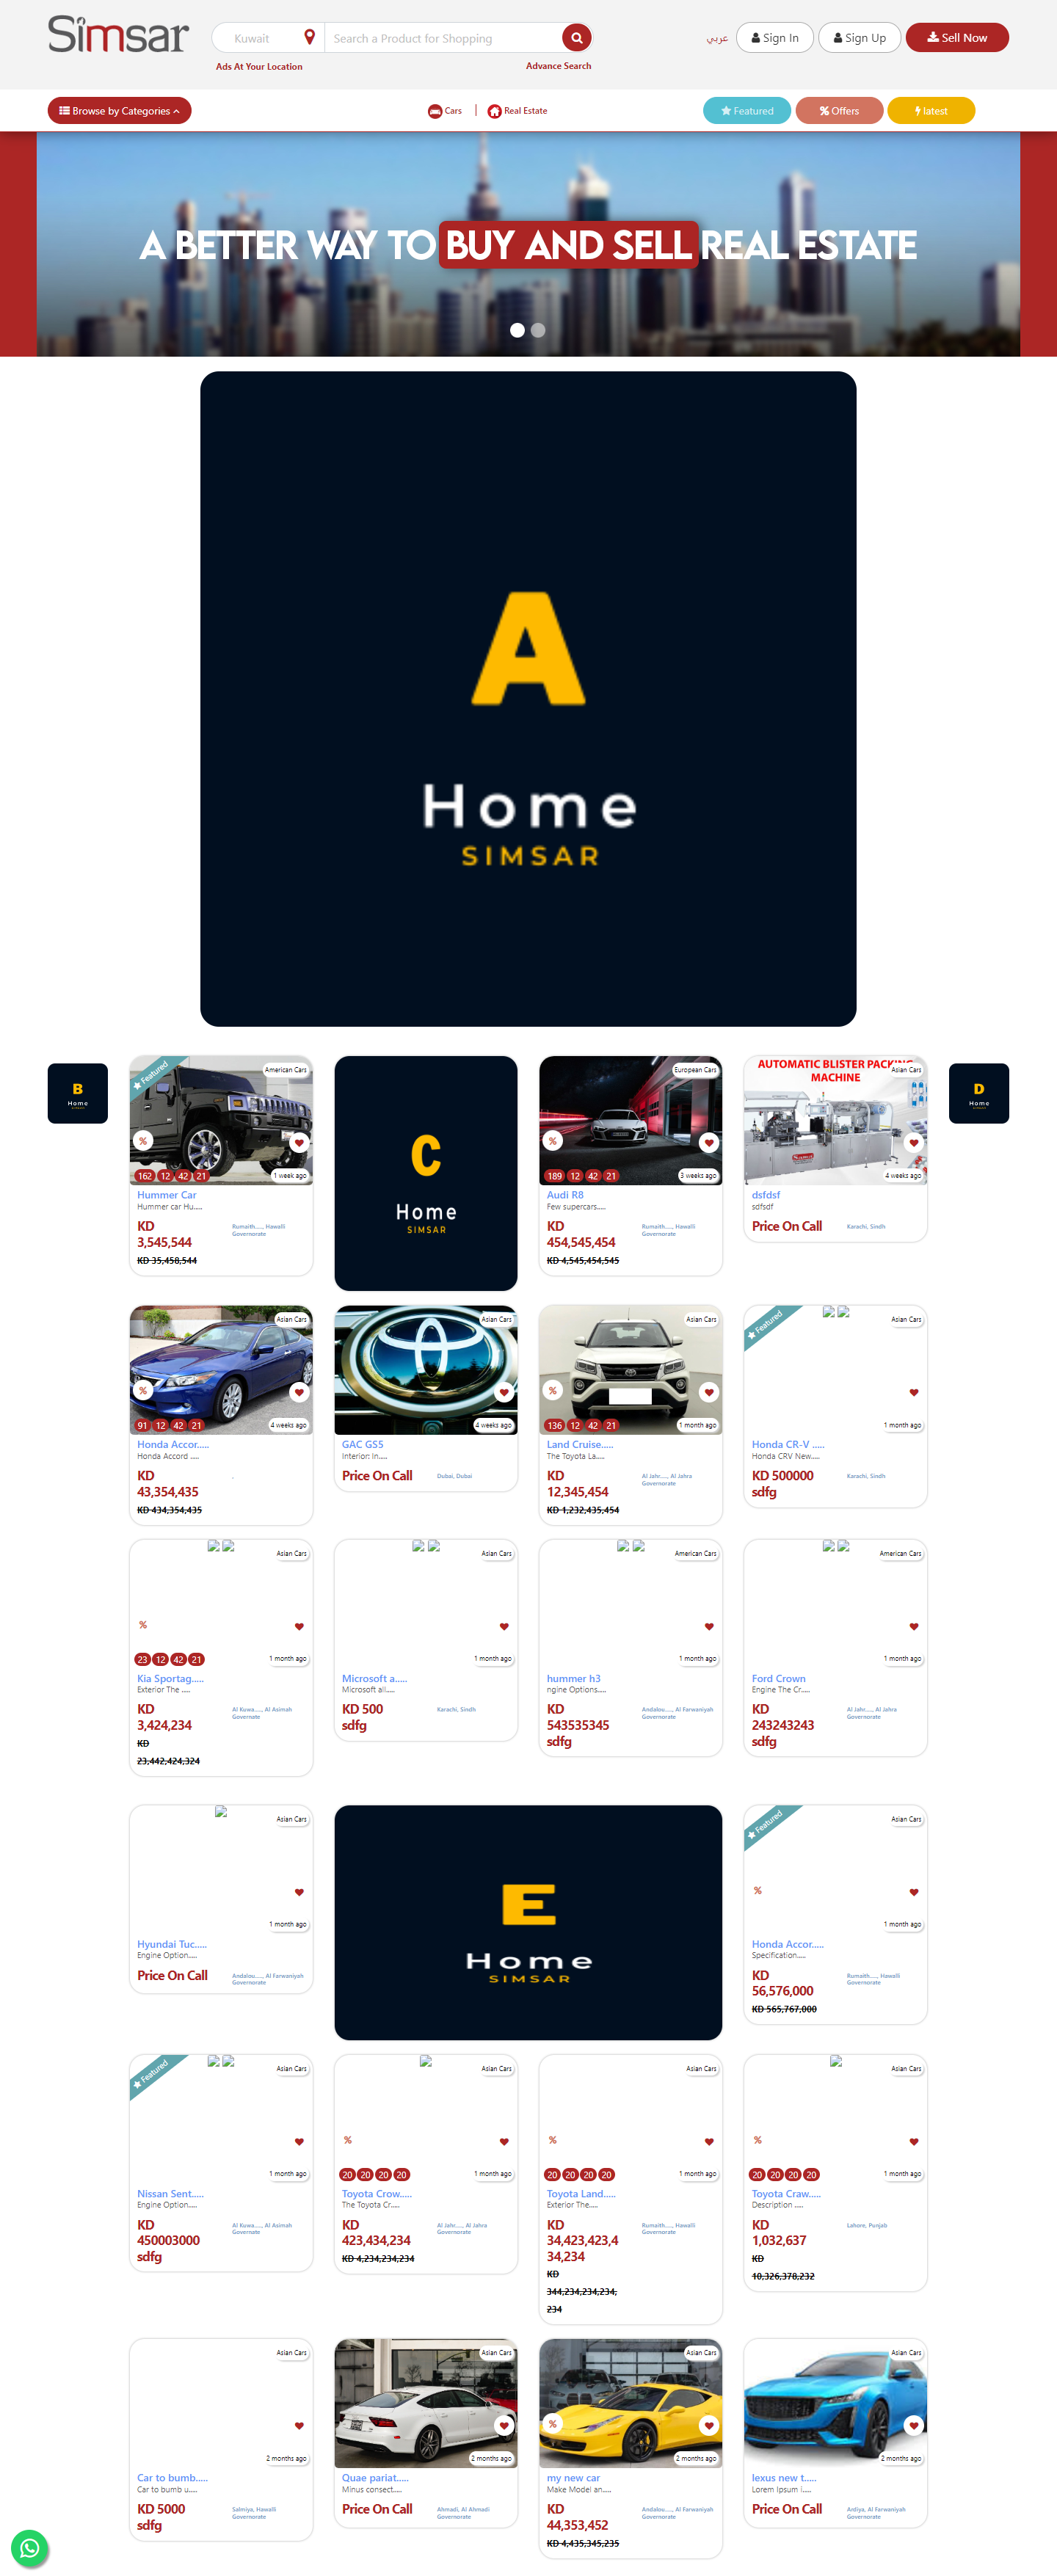 Simsar
Kuwait
Search a Product for Shopping
عربي
Sign In
Sign Up
Sell Now
Ads At Your Location
Advance Search
Browse by Categories
Cars
Real Estate
Featured
Offers
latest
A BETTER WAY TO BUY AND SELL REAL ESTATE
A
Home
SIMSAR
B
Home
SIMSAR
Featured
American Cars
%
162 12 42 21
1 week ago
Hummer Car
Hummer car Hu.....
KD
3,545,544
Rumaith....., Hawalli
Governorate
KD 35,458,544
C
Home
SIMSAR
European Cars
%
189 12 42 21
3 weeks ago
Audi R8
Few supercars.....
KD
454,545,454
Rumaith....., Hawalli
Governorate
KD 4,545,454,545
AUTOMATIC BLISTER PACKING
MACHINE
Asian Cars
4 weeks ago
dsfdsf
sdfsdf
Price On Call
Karachi, Sindh
D
Home
SIMSAR
Asian Cars
%
91 12 42 21
4 weeks ago
Honda Accor.....
Honda Accord .....
KD
43,354,435
.
KD 434,354,435
Asian Cars
4 weeks ago
GAC GS5
Interior: In.....
Price On Call
Dubai, Dubai
Asian Cars
%
136 12 42 21
1 month ago
Land Cruise.....
The Toyota La.....
KD
12,345,454
Al Jahr....., Al Jahra
Governorate
KD 1,232,435,454
Featured
Asian Cars
1 month ago
Honda CR-V .....
Honda CRV New.....
KD 500000
sdfg
Karachi, Sindh
Asian Cars
%
23 12 42 21
1 month ago
Kia Sportag.....
Exterior The .....
KD
3,424,234
Al Kuwa....., Al Asimah
Governate
KD
23,442,424,324
Asian Cars
1 month ago
Microsoft a.....
Microsoft all.....
KD 500
sdfg
Karachi, Sindh
American Cars
1 month ago
hummer h3
ngine Options.....
KD
543535345
sdfg
Andalou....., Al Farwaniyah
Governorate
American Cars
1 month ago
Ford Crown
Engine The Cr.....
KD
243243243
sdfg
Al Jahr....., Al Jahra
Governorate
Asian Cars
1 month ago
Hyundai Tuc.....
Engine Option.....
Price On Call
Andalou....., Al Farwaniyah
Governorate
E
Home
SIMSAR
Featured
Asian Cars
%
1 month ago
Honda Accor.....
Specification.....
KD
56,576,000
Rumaith....., Hawalli
Governorate
KD 565,767,000
Featured
Asian Cars
1 month ago
Nissan Sent.....
Engine Option.....
KD
450003000
sdfg
Al Kuwa....., Al Asimah
Governate
Asian Cars
%
20 20 20 20
1 month ago
Toyota Crow.....
The Toyota Cr.....
KD
423,434,234
Al Jahr....., Al Jahra
Governorate
KD 4,234,234,234
Asian Cars
%
20 20 20 20
1 month ago
Toyota Land.....
Exterior The.....
KD
34,423,423,4
34,234
Rumaith....., Hawalli
Governorate
KD
344,234,234,234,
234
Asian Cars
%
20 20 20 20
1 month ago
Toyota Craw.....
Description .....
KD
1,032,637
Lahore, Punjab
KD
10,326,378,232
Asian Cars
2 months ago
Car to bumb.....
Car to bumb u.....
KD 5000
sdfg
Salmiya, Hawalli
Governorate
Asian Cars
2 months ago
Quae pariat.....
Minus consect.....
Price On Call
Ahmadi, Al Ahmadi
Governorate
Asian Cars
%
2 months ago
my new car
Make Model an.....
KD
44,353,452
Andalou....., Al Farwaniyah
Governorate
KD 4,435,345,235
Asian Cars
2 months ago
lexus new t.....
Lorem Ipsum i.....
Price On Call
Ardiya, Al Farwaniyah
Governorate